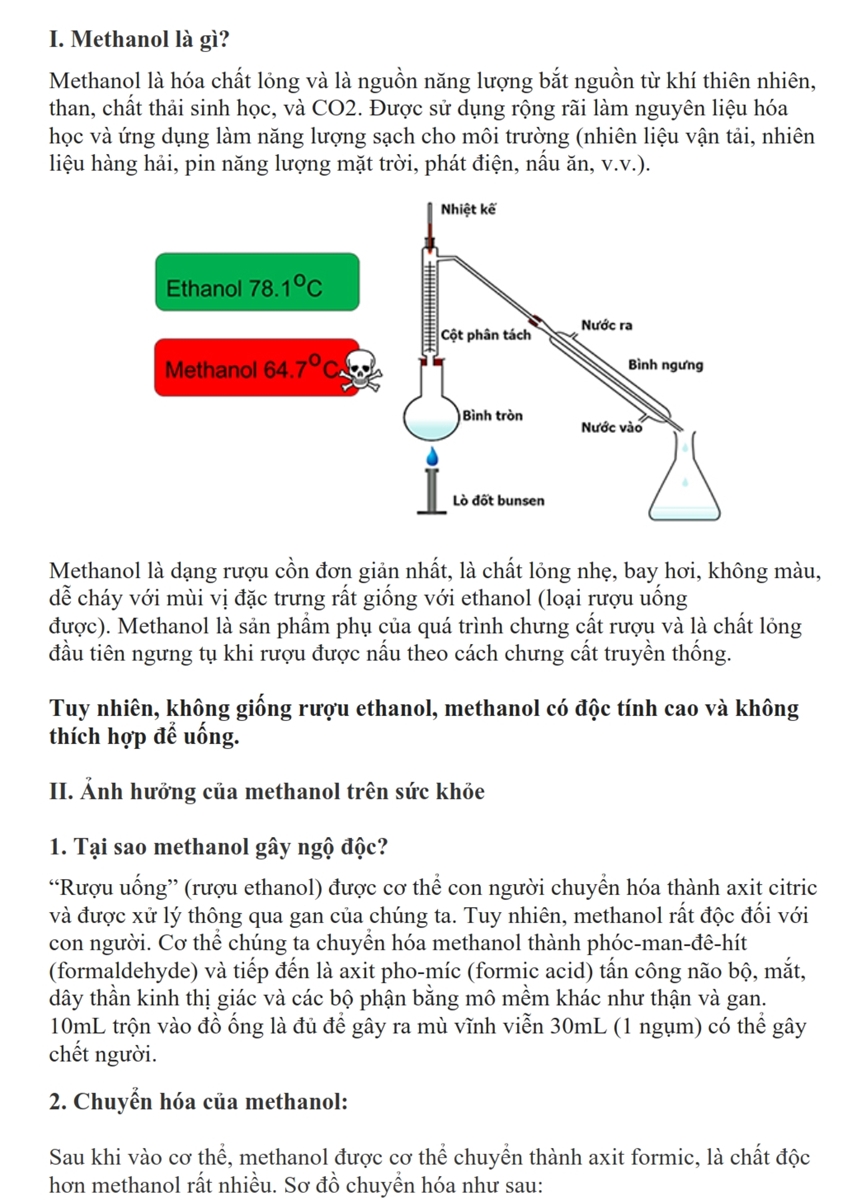 I. Methanol là gì?
Methanol là hóa chất lỏng và là nguồn năng lượng bắt nguồn từ khí thiên nhiên,
than, chất thải sinh học, và CO2. Được sử dụng rộng rãi làm nguyên liệu hóa
học và ứng dụng làm năng lượng sạch cho môi trường (nhiên liệu vận tải, nhiên
liệu hàng hải, pin năng lượng mặt trời, phát điện, nấu ăn, v.v.).
Nhiệt kế
Ethanol 78.1°C
Cột phân tách
Nước ra
Methanol 64.7°C
Bình ngưng
Bình tròn
Nước vào
Lò đốt bunsen
Methanol là dạng rượu cồn đơn giản nhất, là chất lỏng nhẹ, bay hơi, không màu,
dễ cháy với mùi vị đặc trưng rất giống với ethanol (loại rượu uống
được). Methanol là sản phẩm phụ của quá trình chưng cất rượu và là chất lỏng
đầu tiên ngưng tụ khi rượu được nấu theo cách chưng cất truyền thống.
Tuy nhiên, không giống rượu ethanol, methanol có độc tính cao và không
thích hợp để uống.
II. Ảnh hưởng của methanol trên sức khỏe
1. Tại sao methanol gây ngộ độc?
“Rượu uống” (rượu ethanol) được cơ thể con người chuyển hóa thành axit citric
và được xử lý thông qua gan của chúng ta. Tuy nhiên, methanol rất độc đối với
con người. Cơ thể chúng ta chuyển hóa methanol thành phóc-man-đê-hít
(formaldehyde) và tiếp đến là axit pho-míc (formic acid) tấn công não bộ, mắt,
dây thần kinh thị giác và các bộ phận bằng mô mềm khác như thận và gan.
10mL trộn vào đồ ống là đủ để gây ra mù vĩnh viễn 30mL (1 ngụm) có thể gây
chết người.
2. Chuyển hóa của methanol:
Sau khi vào cơ thể, methanol được cơ thể chuyển thành axit formic, là chất độc
hơn methanol rất nhiều. Sơ đồ chuyển hóa như sau: